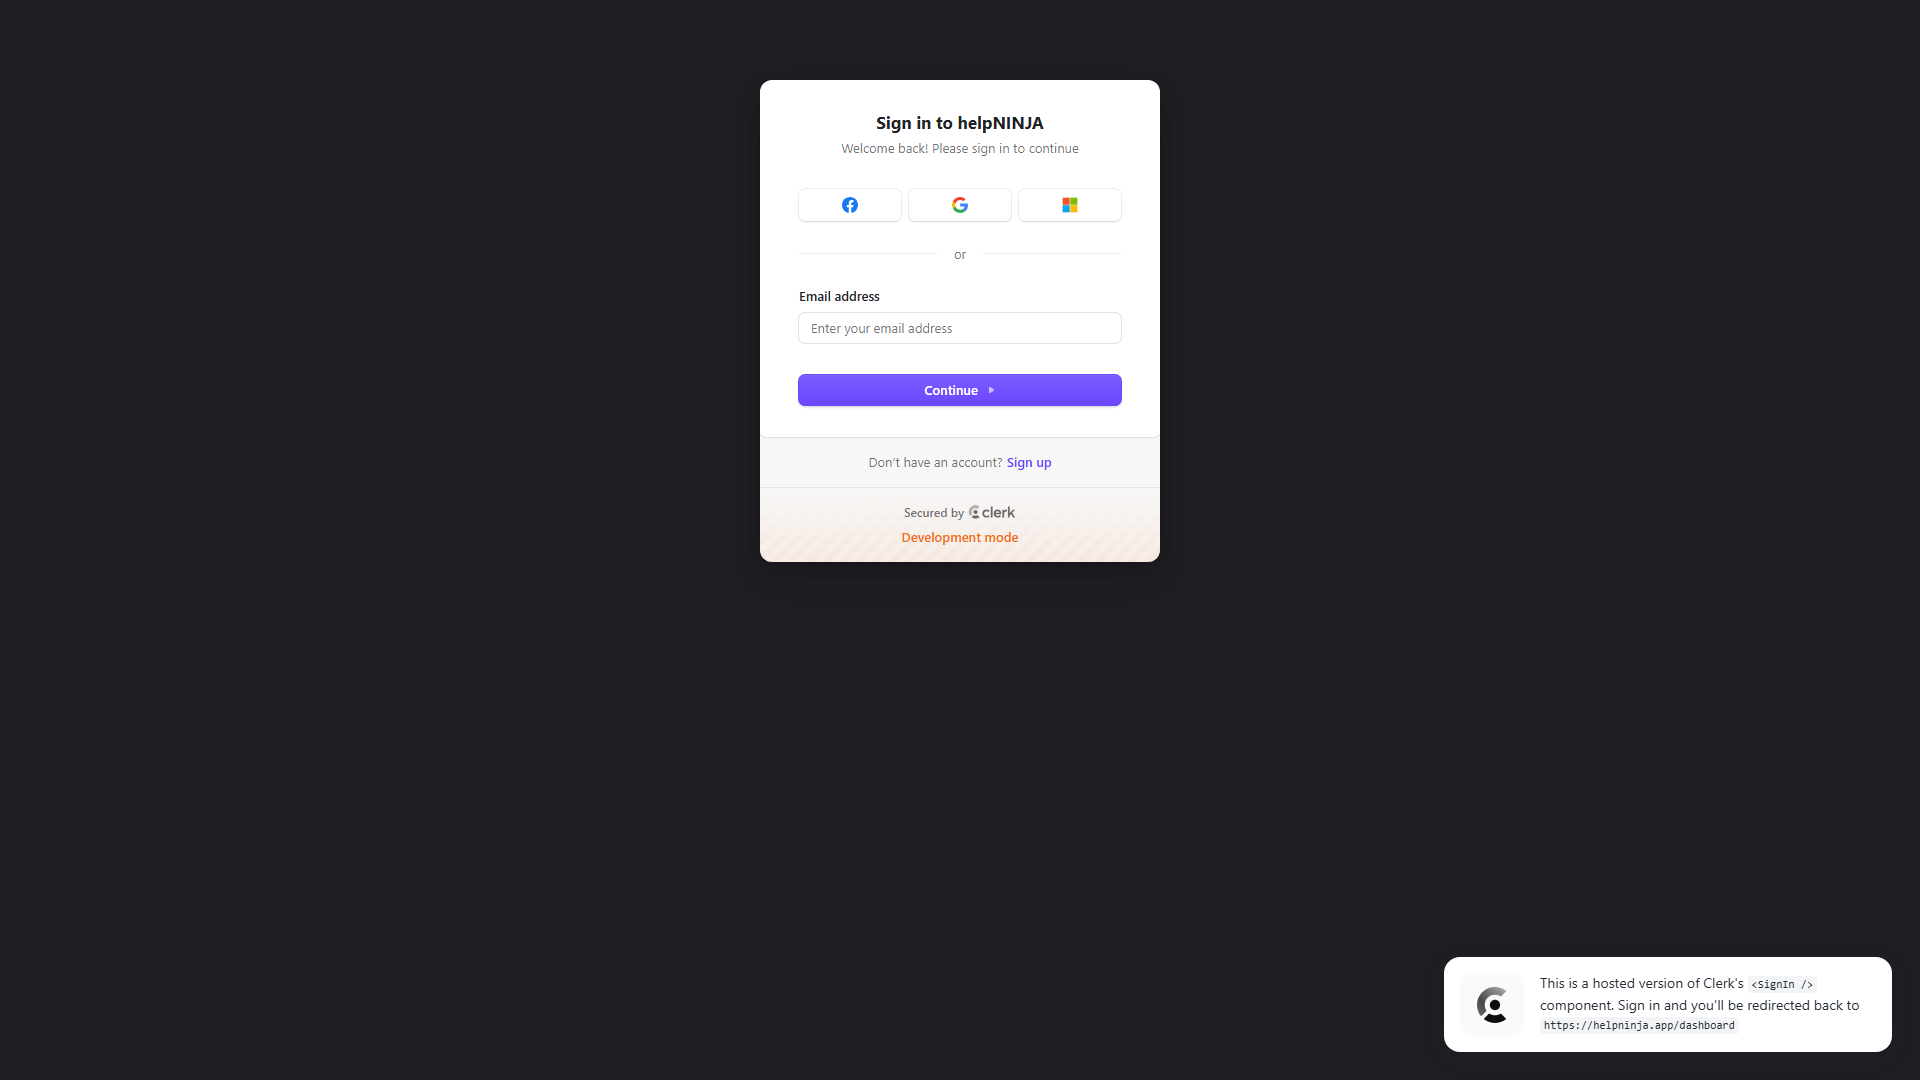 Sign in to helpNINJA
Welcome back! Please sign in to continue
or
Email address
Enter your email address
Continue
Don’t have an account? Sign up
Secured by clerk
Development mode
This is a hosted version of Clerk's <SignIn />
component. Sign in and you'll be redirected back to
https://helpninja.app/dashboard